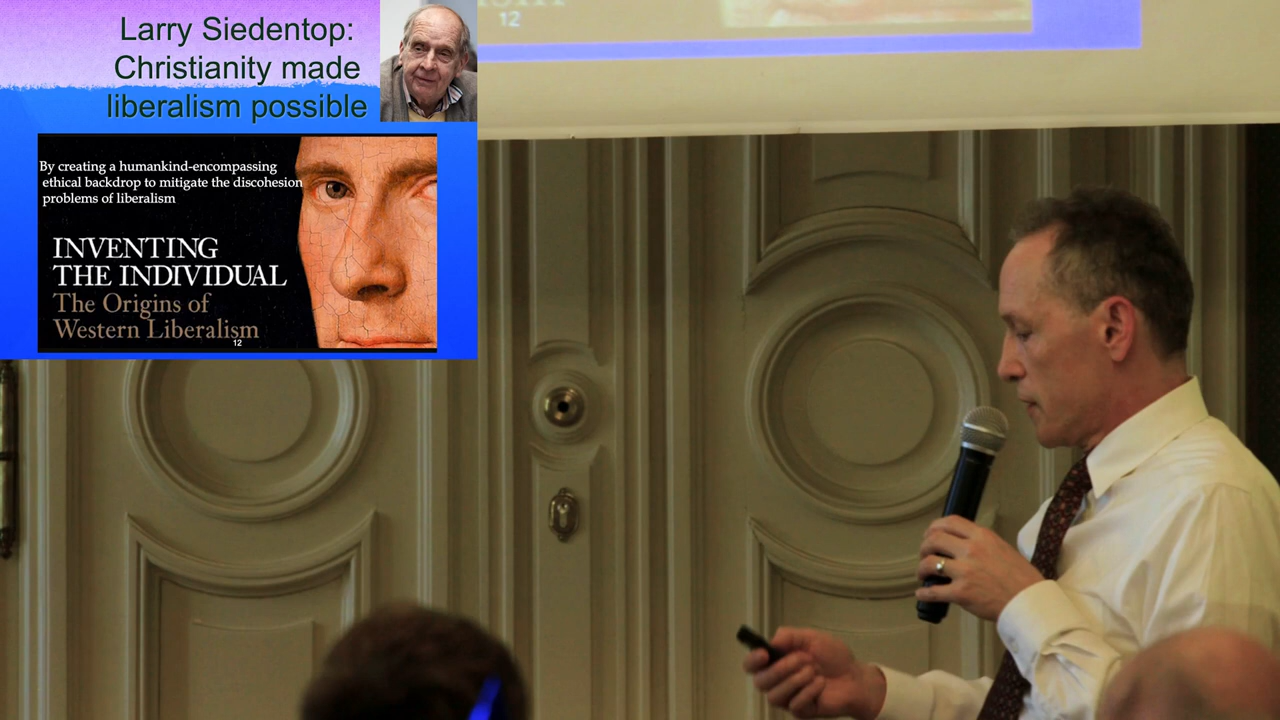 Larry Siedentop:
Christianity made
liberalism possible
By creating a humankind-encompassing
ethical backdrop to mitigate the discohesion
problems of liberalism
INVENTING
THE INDIVIDUAL
The Origins of
Western Liberalism
12
12